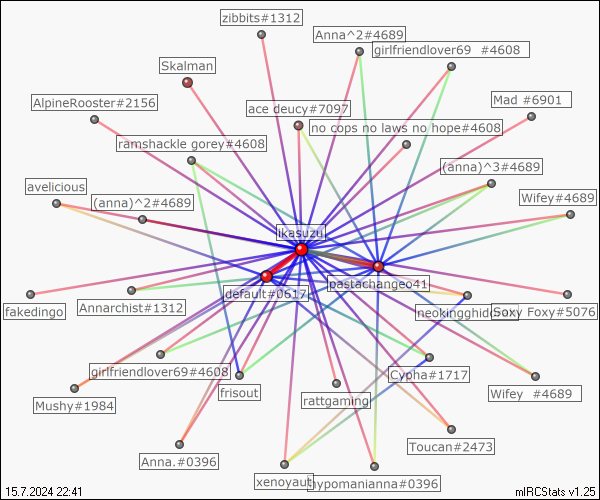 zibbits#1312
Anna^2#4689
girlfriendlover69  #4608
Skalman
AlpineRooster#2156
ace deucy#7097
Mad #6901
no cops no laws no hope#4608
ramshackle gorey#4608
(anna)^3#4689
avelicious
(anna)^2#4689
Wifey#4689
ikasuzu
pastachangeo41
default#0617
fakedingo
Annarchist#1312
Soxy Foxy#5076
girlfriendlover69#4608
Cypha#1717
frisout
rattgaming
Wifey  #4689
Mushy#1984
Toucan#2473
Anna.#0396
xenoyaut
hypomanianna#0396
15.7.2024 22:41
mIRCStats v1.25